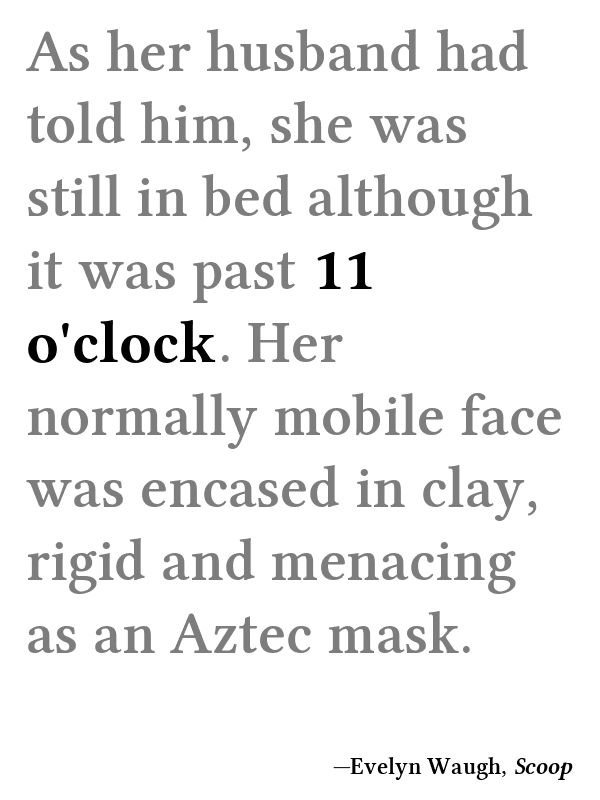 As her husband had
told him, she was
still in bed although
it was past 11
o'clock. Her
normally mobile face
was encased in clay,
rigid and menacing
as an Aztec mask.
—Evelyn Waugh, Scoop